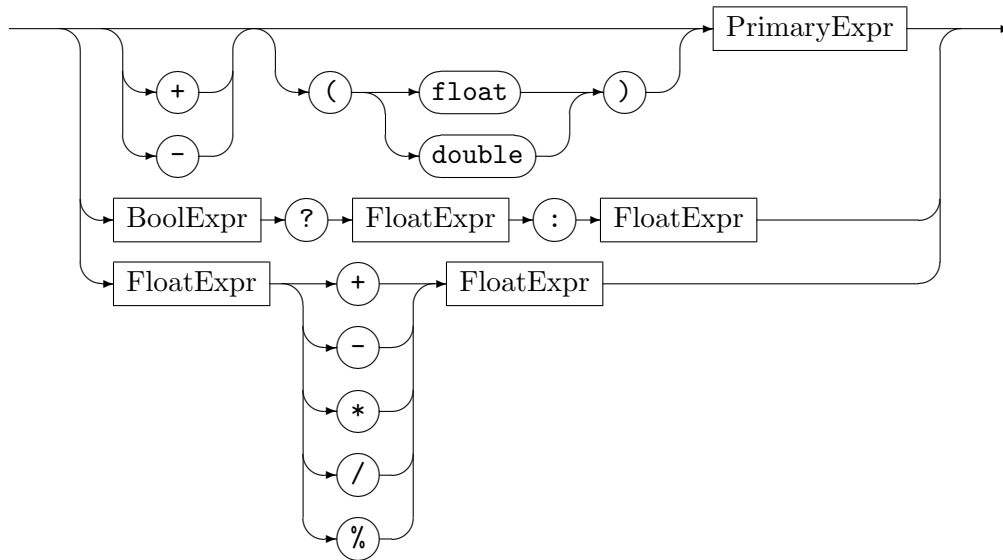 PrimaryExpr
+ ( float )
- double
BoolExpr ? FloatExpr : FloatExpr
FloatExpr + FloatExpr
-
*
/
%